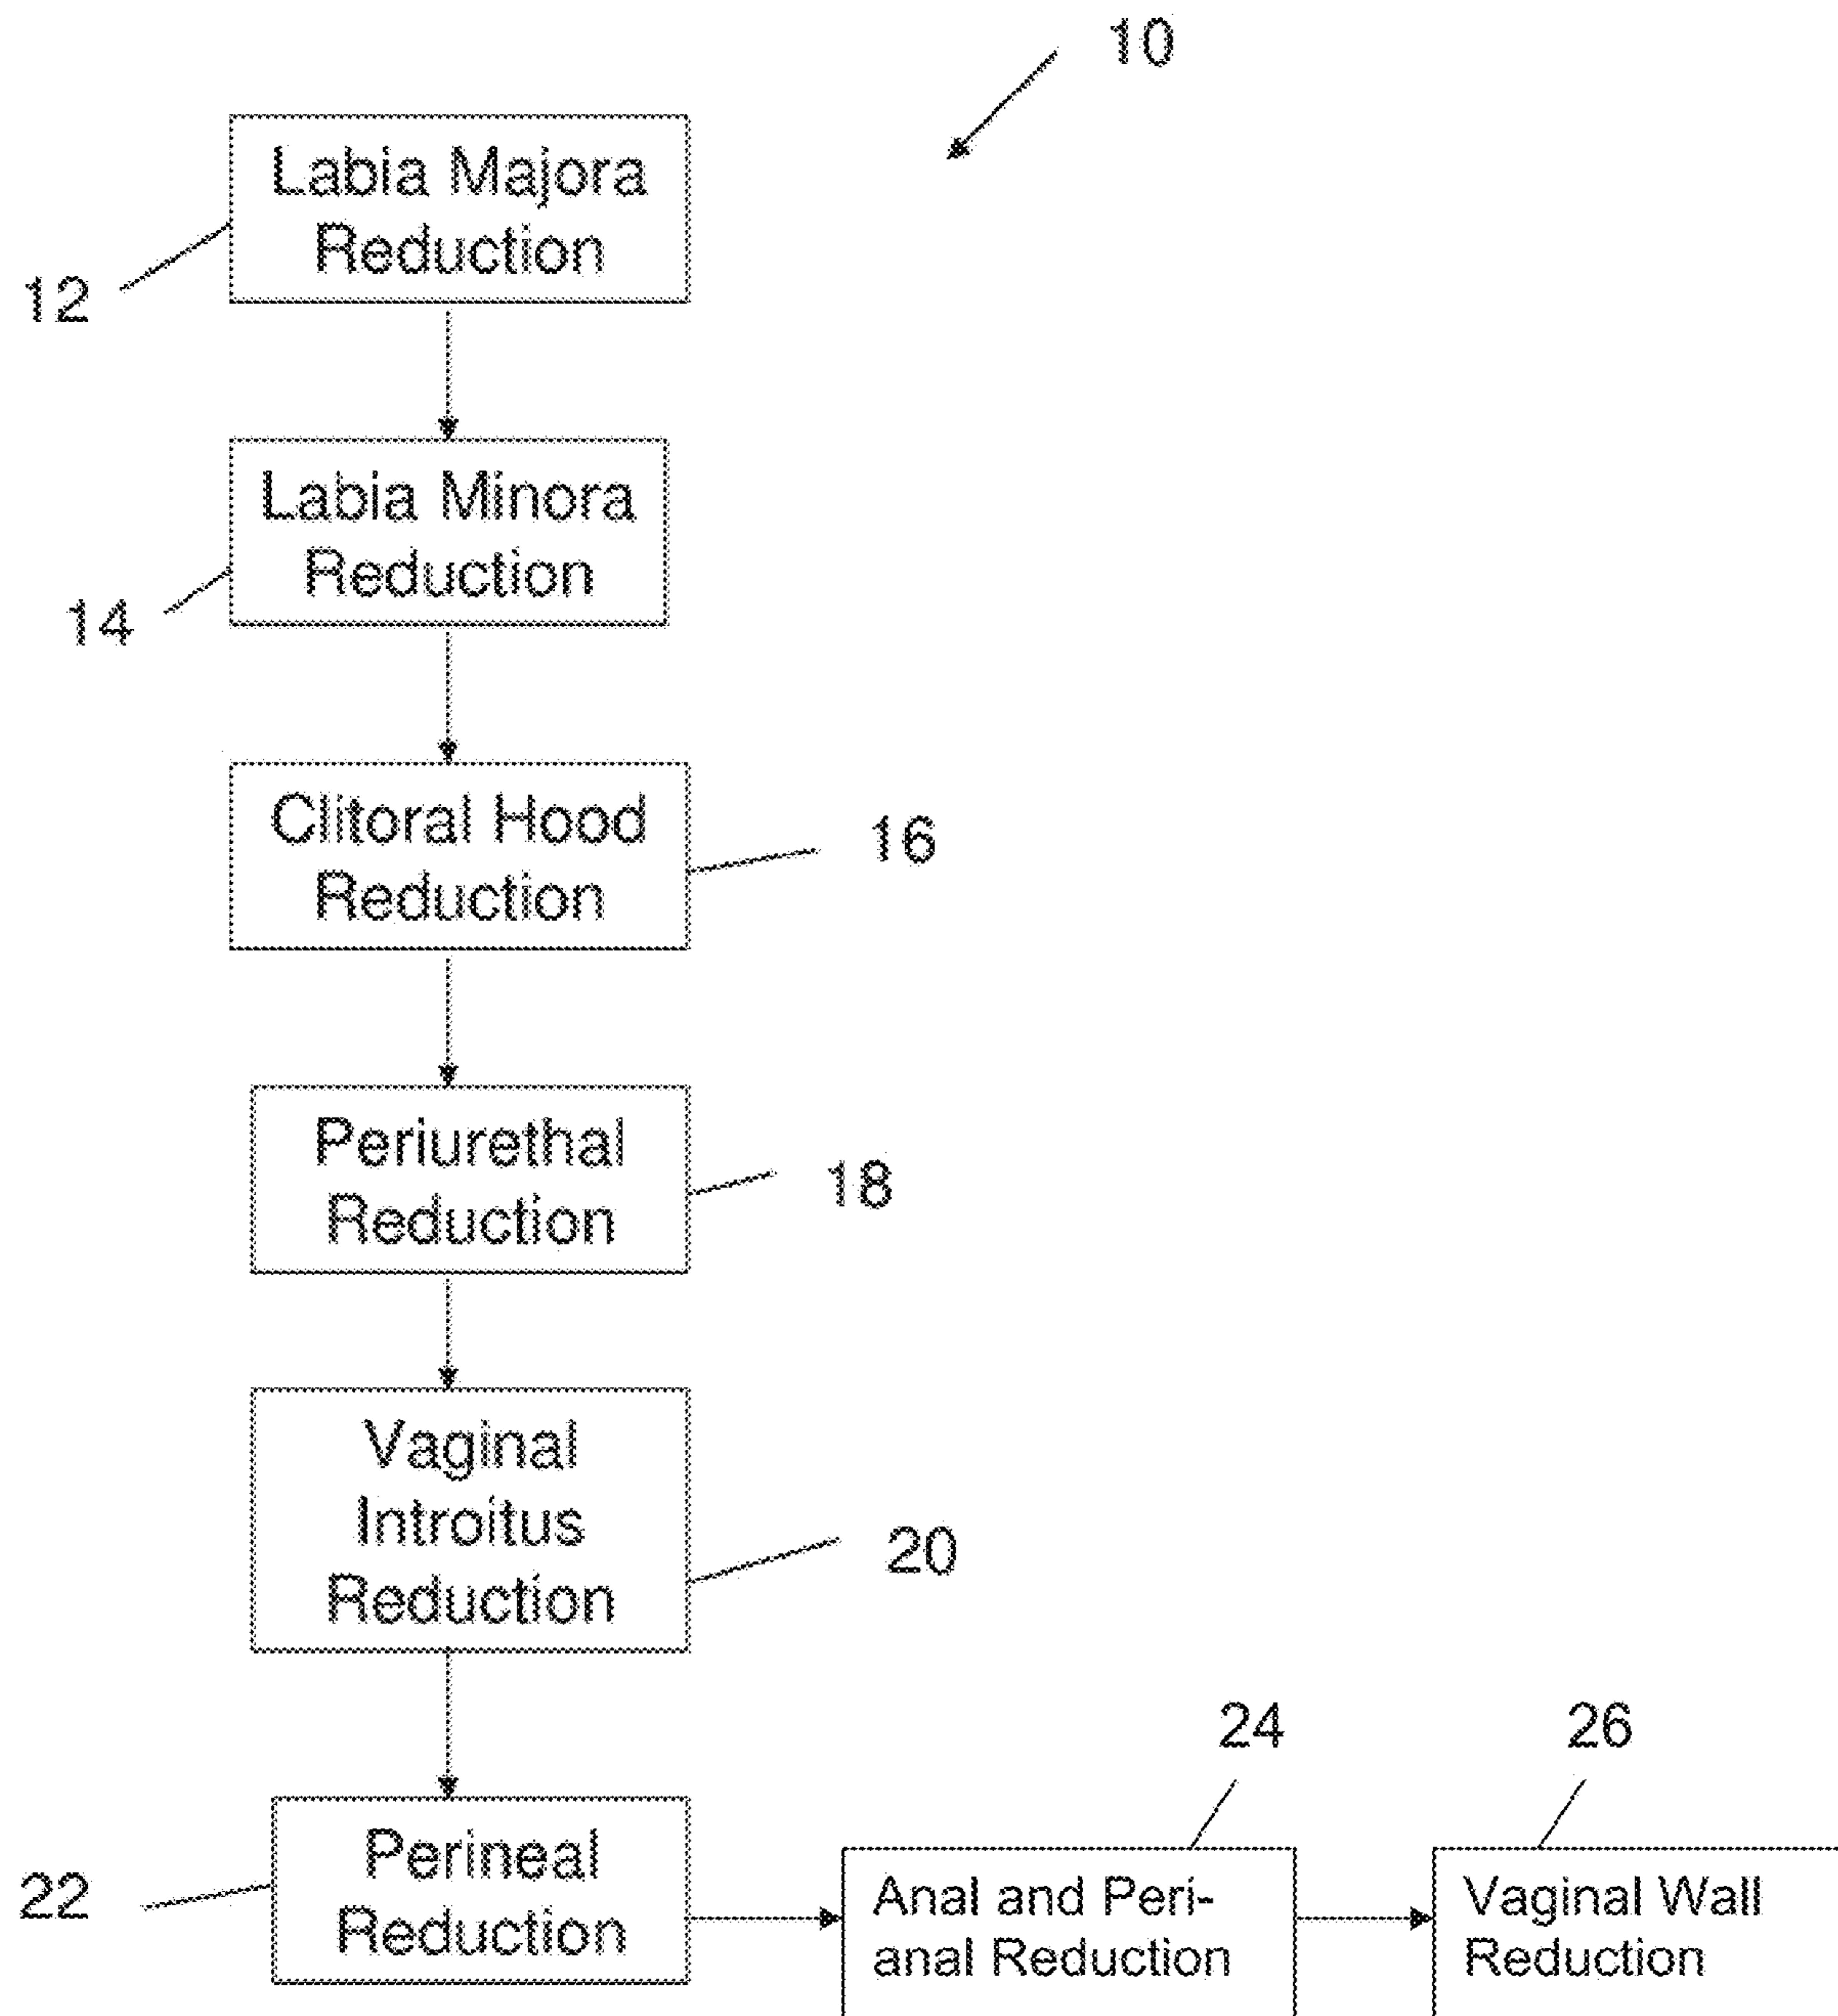 10
Labia Majora
Reduction
12
Labia Minora
Reduction
14
Clitoral Hood
Reduction
16
Periurethal
Reduction
18
Vaginal
Introitus
Reduction
20
Perineal
Reduction
22
24
Anal and Peri-
anal Reduction
26
Vaginal Wall
Reduction